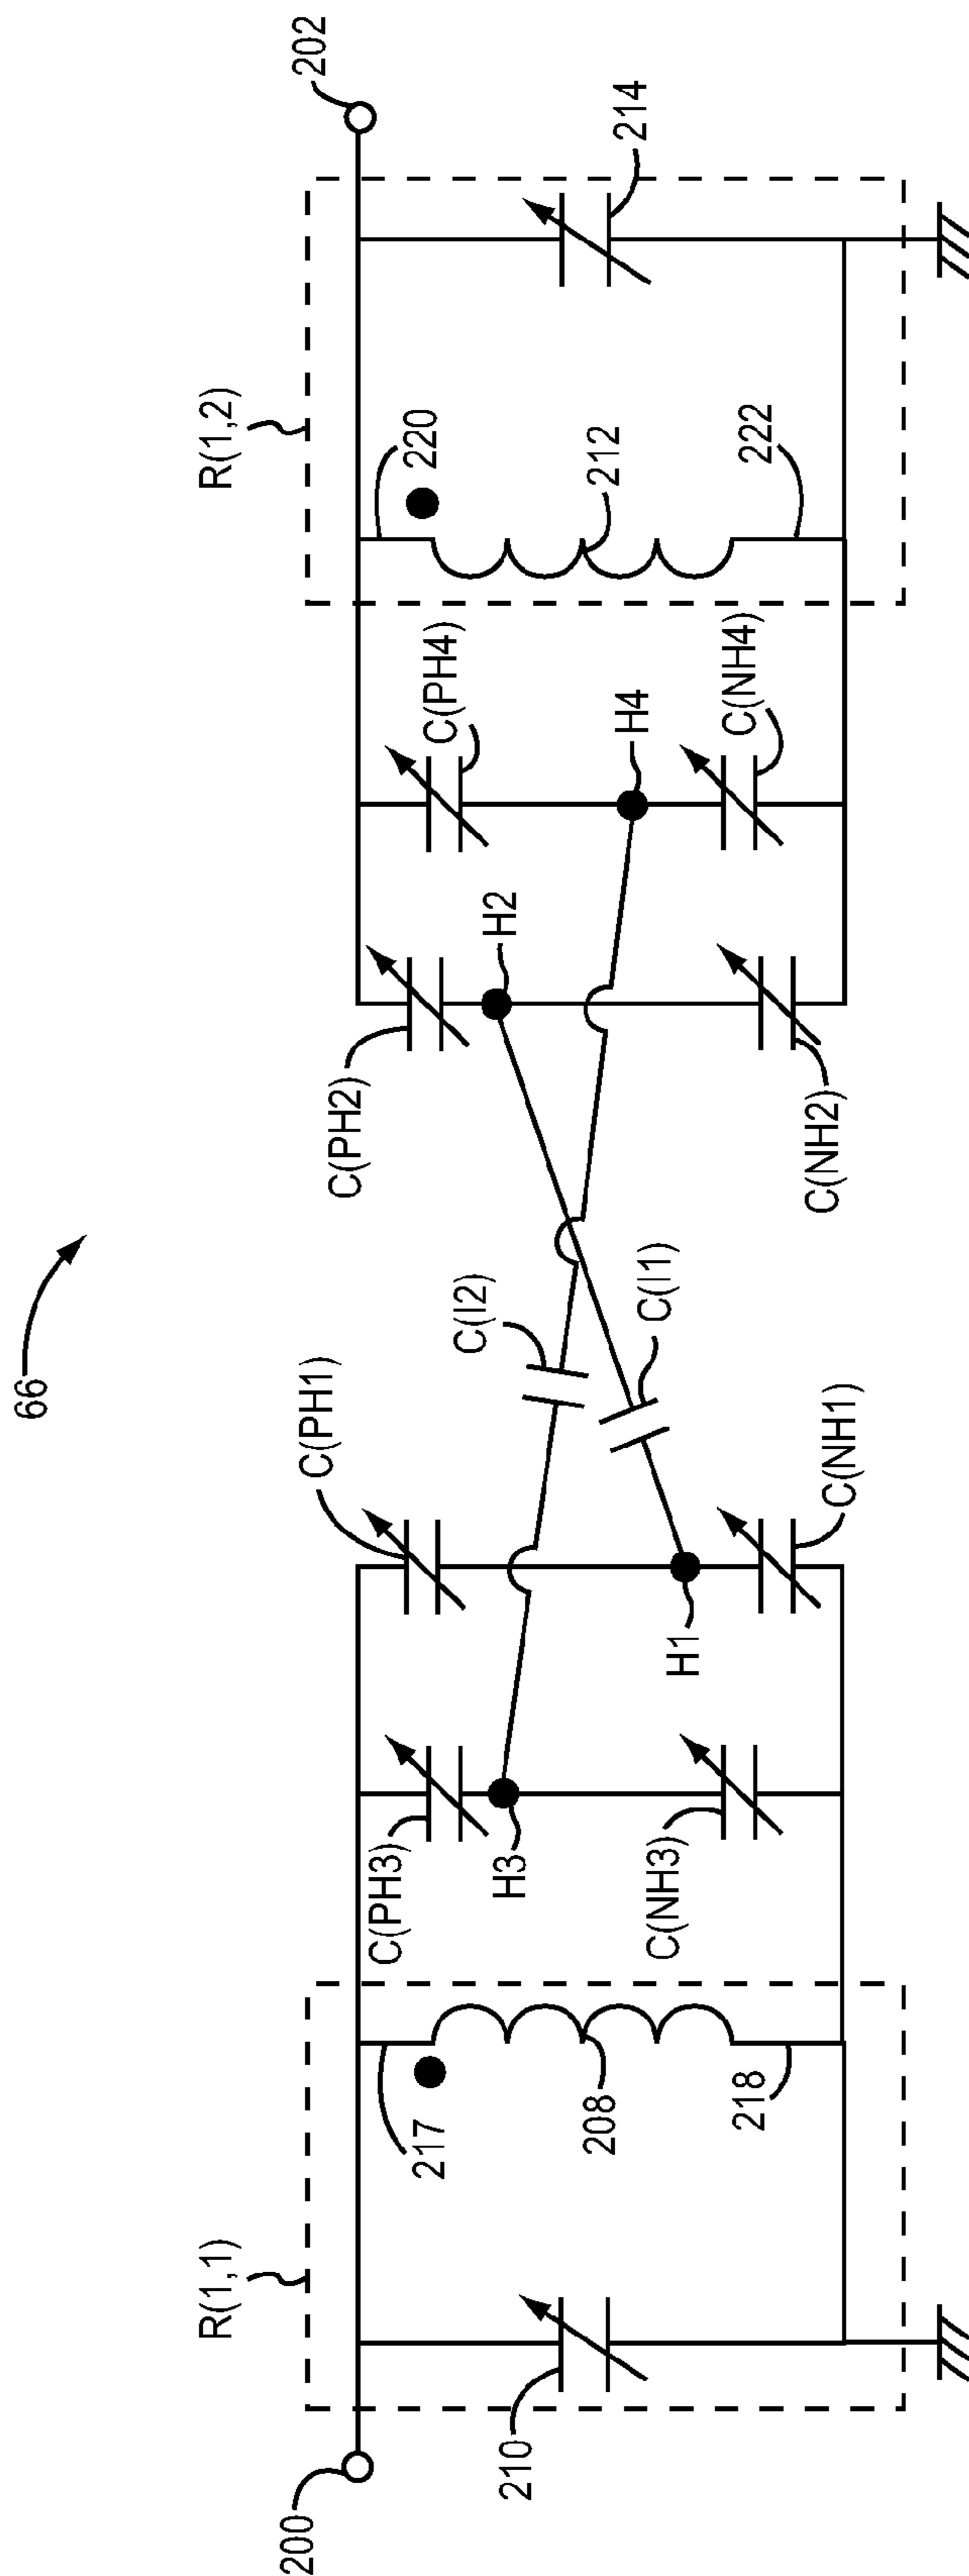 66
R(1,1)
R(1,2)
200
202
210
214
217
208
218
220
212
222
C(PH3)
H3
C(NH3)
C(PH1)
H1
C(NH1)
C(I2)
C(I1)
C(PH2)
H2
C(NH2)
C(PH4)
H4
C(NH4)